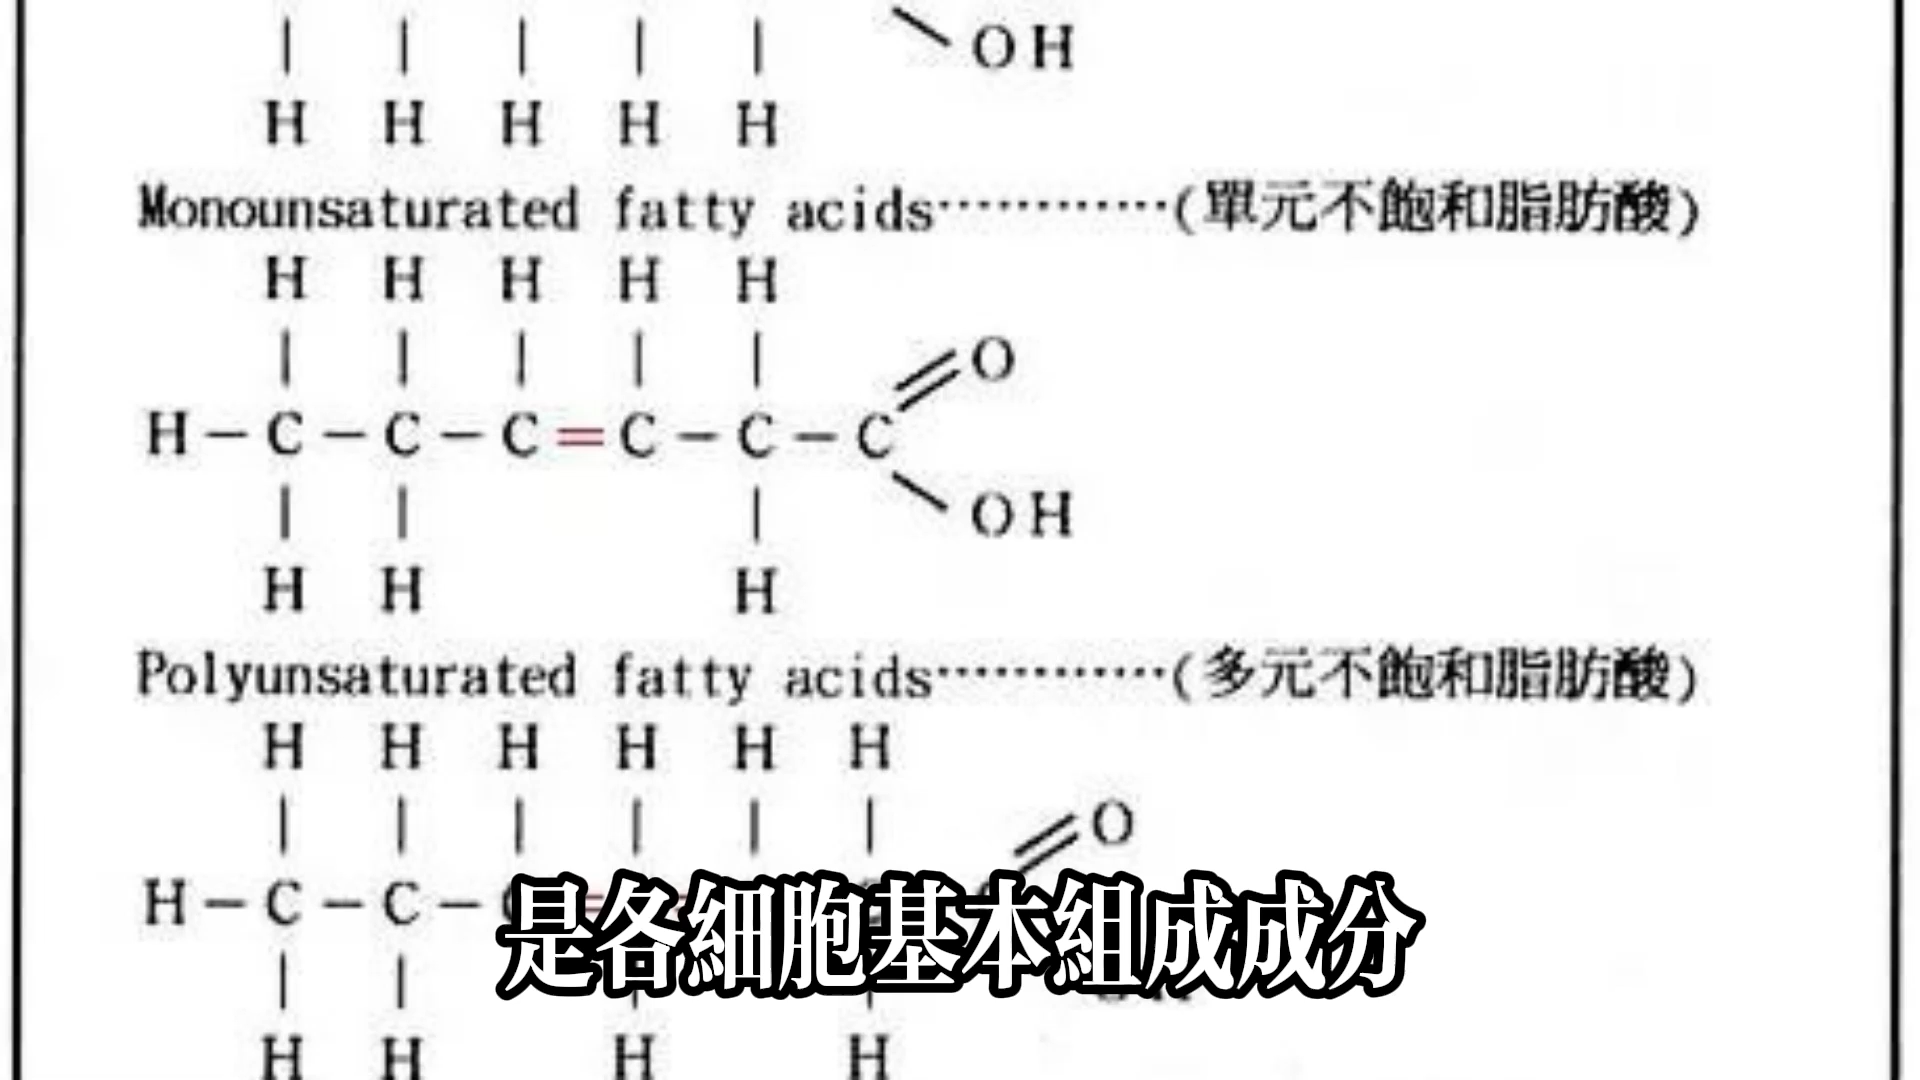 OH
H H H H H
Monounsaturated fatty acids············(單元不飽和脂肪酸)
H H H H H
O
H－C－C－C＝C－C－C
OH
H H H
Polyunsaturated fatty acids············(多元不飽和脂肪酸)
H H H H H H
O
H－C－C－
是各細胞基本組成成分
H H H H